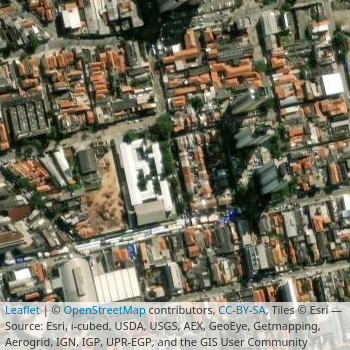 Leaflet | © OpenStreetMap contributors, CC-BY-SA, Tiles © Esri —
Source: Esri, i-cubed, USDA, USGS, AEX, GeoEye, Getmapping,
Aerogrid, IGN, IGP, UPR-EGP, and the GIS User Community